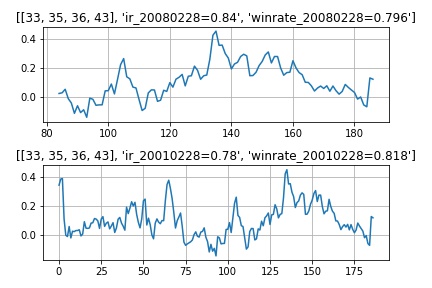 [[33, 35, 36, 43], 'ir_20080228=0.84', 'winrate_20080228=0.796']
0.4
0.2
0.0
80 100 120 140 160 180
[[33, 35, 36, 43], 'ir_20010228=0.78', 'winrate_20010228=0.818']
0.4
0.2
0.0
0 25 50 75 100 125 150 175